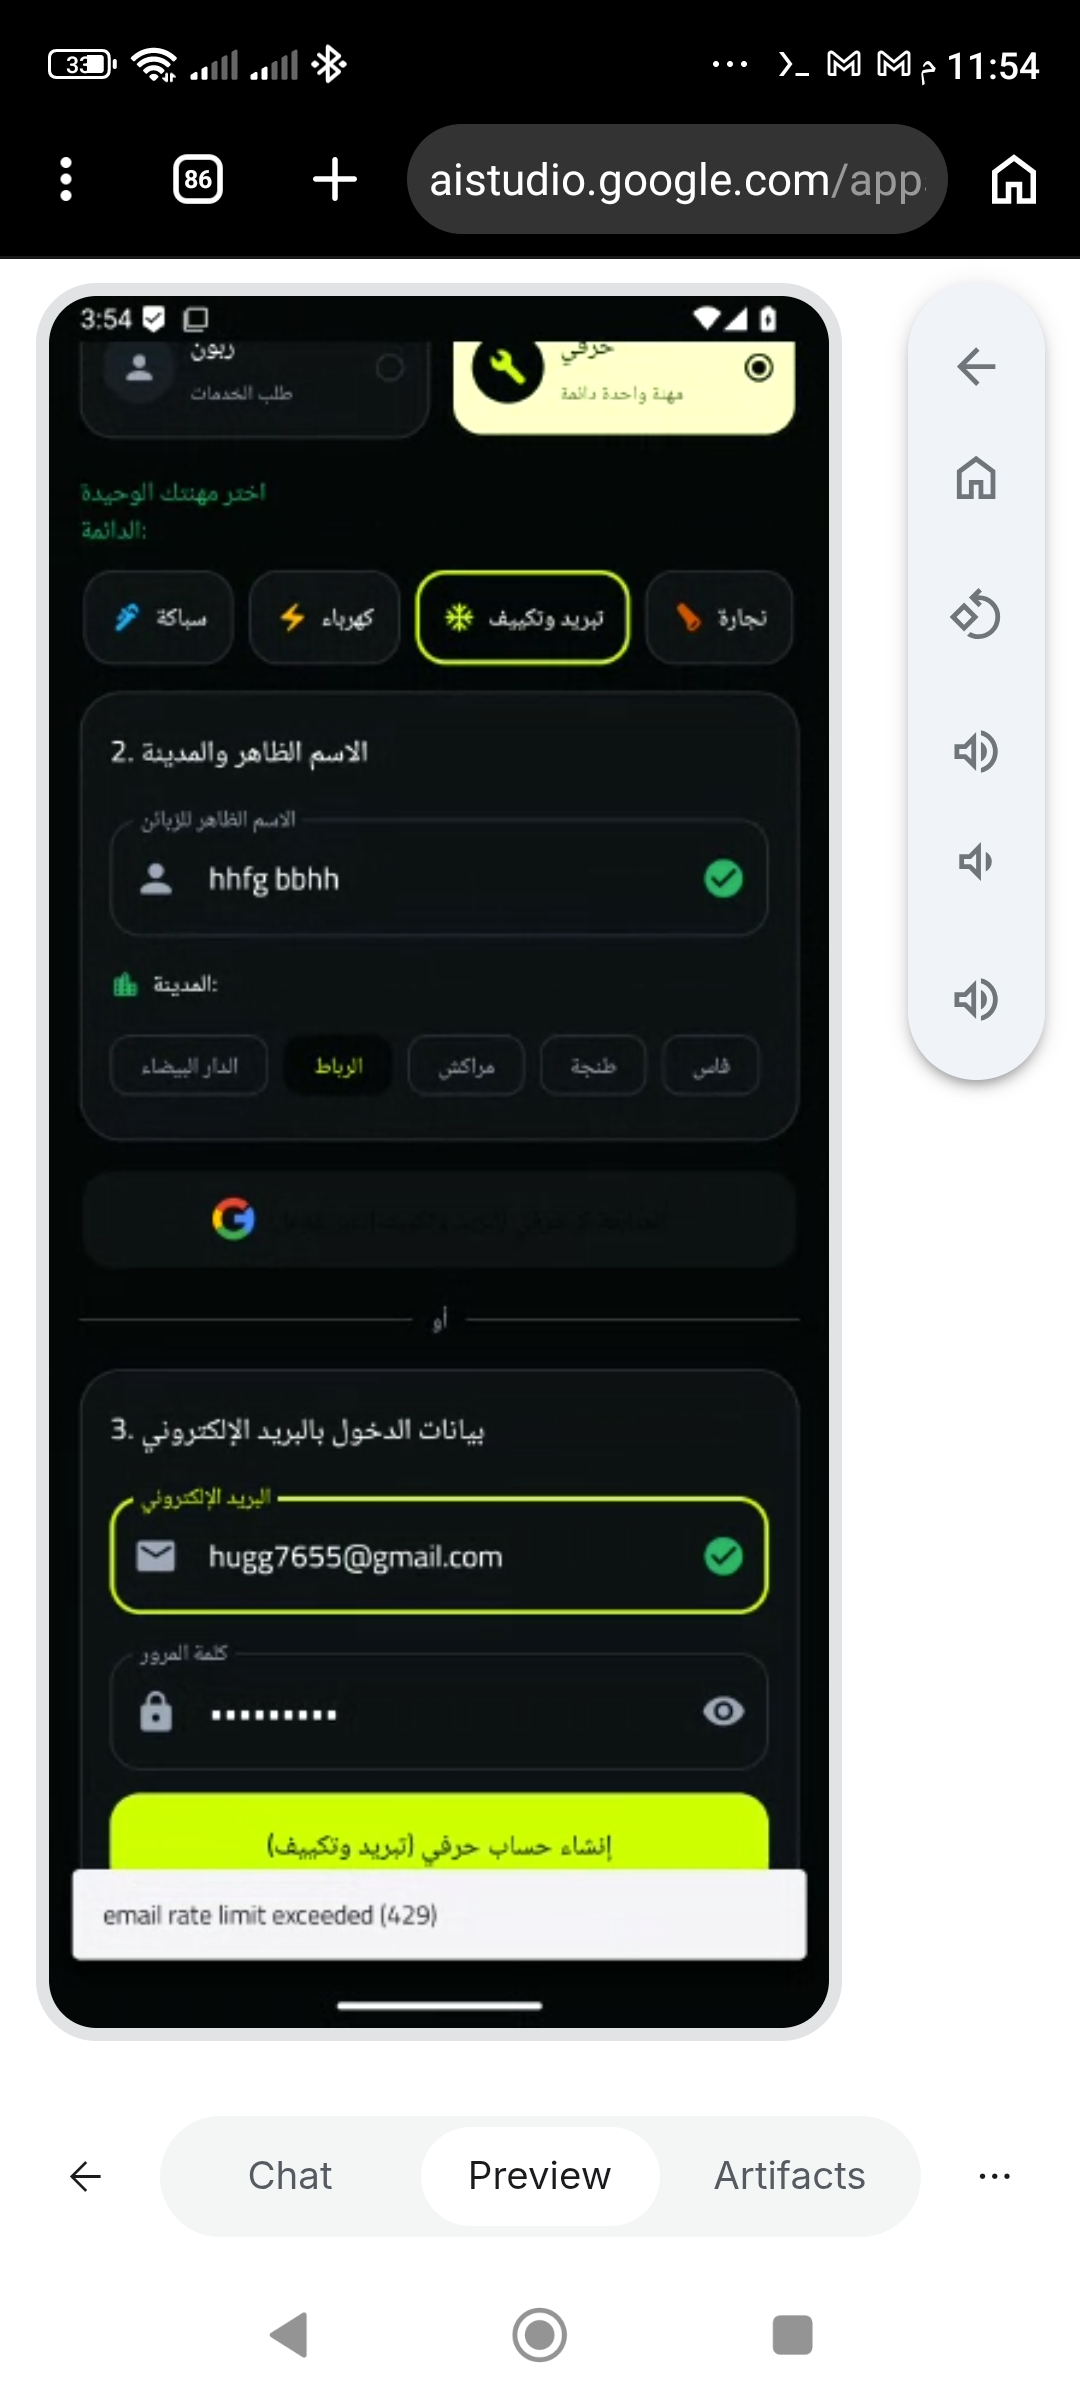 33
م 11:54
86
aistudio.google.com/app
3:54
زبون
طلب الخدمات
حرفي
مهنة واحدة دائمة
اختر مهنتك الوحيدة
الدائمة:
سباكة
كهرباء
تبريد وتكييف
نجارة
2. الاسم الظاهر والمدينة
الاسم الظاهر للزبائن
hhfg bbhh
المدينة:
الدار البيضاء
الرباط
مراكش
طنجة
فاس
أو
3. بيانات الدخول بالبريد الإلكتروني
البريد الإلكتروني
hugg7655@gmail.com
كلمة المرور
إنشاء حساب حرفي (تبريد وتكييف)
email rate limit exceeded (429)
Chat
Preview
Artifacts